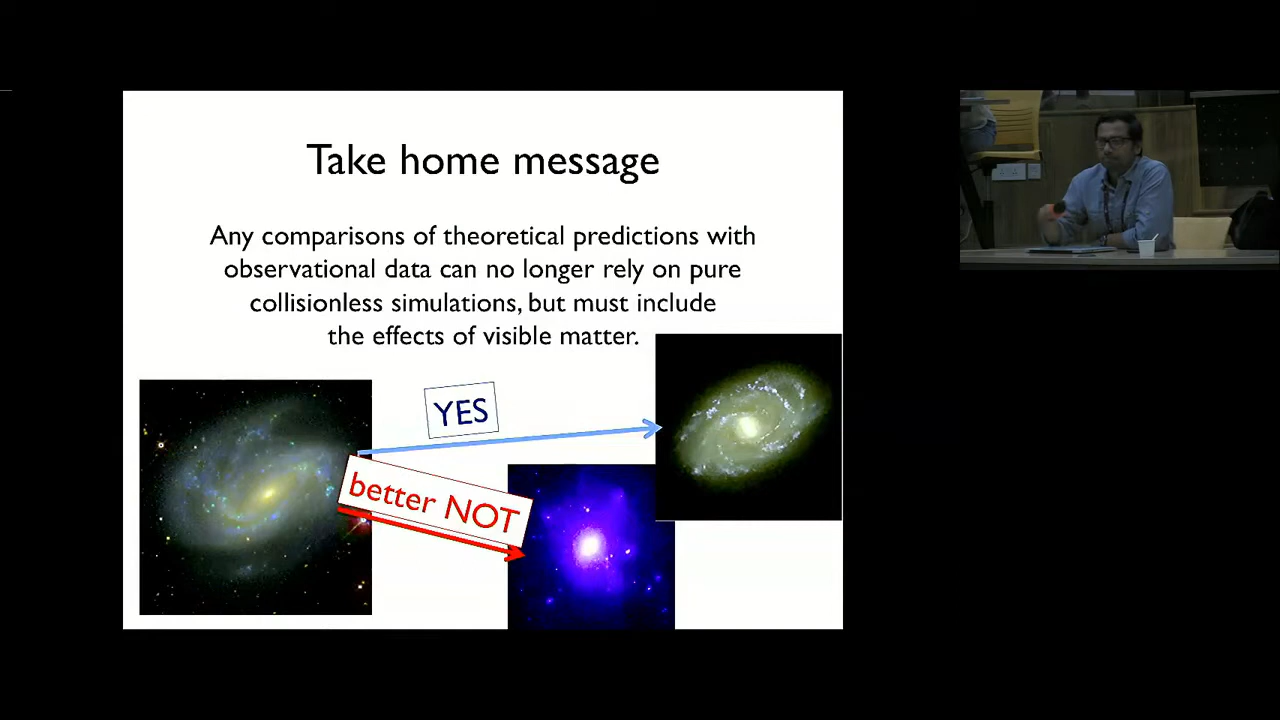 Take home message
Any comparisons of theoretical predictions with
observational data can no longer rely on pure
collisionless simulations, but must include
the effects of visible matter.
YES
better NOT